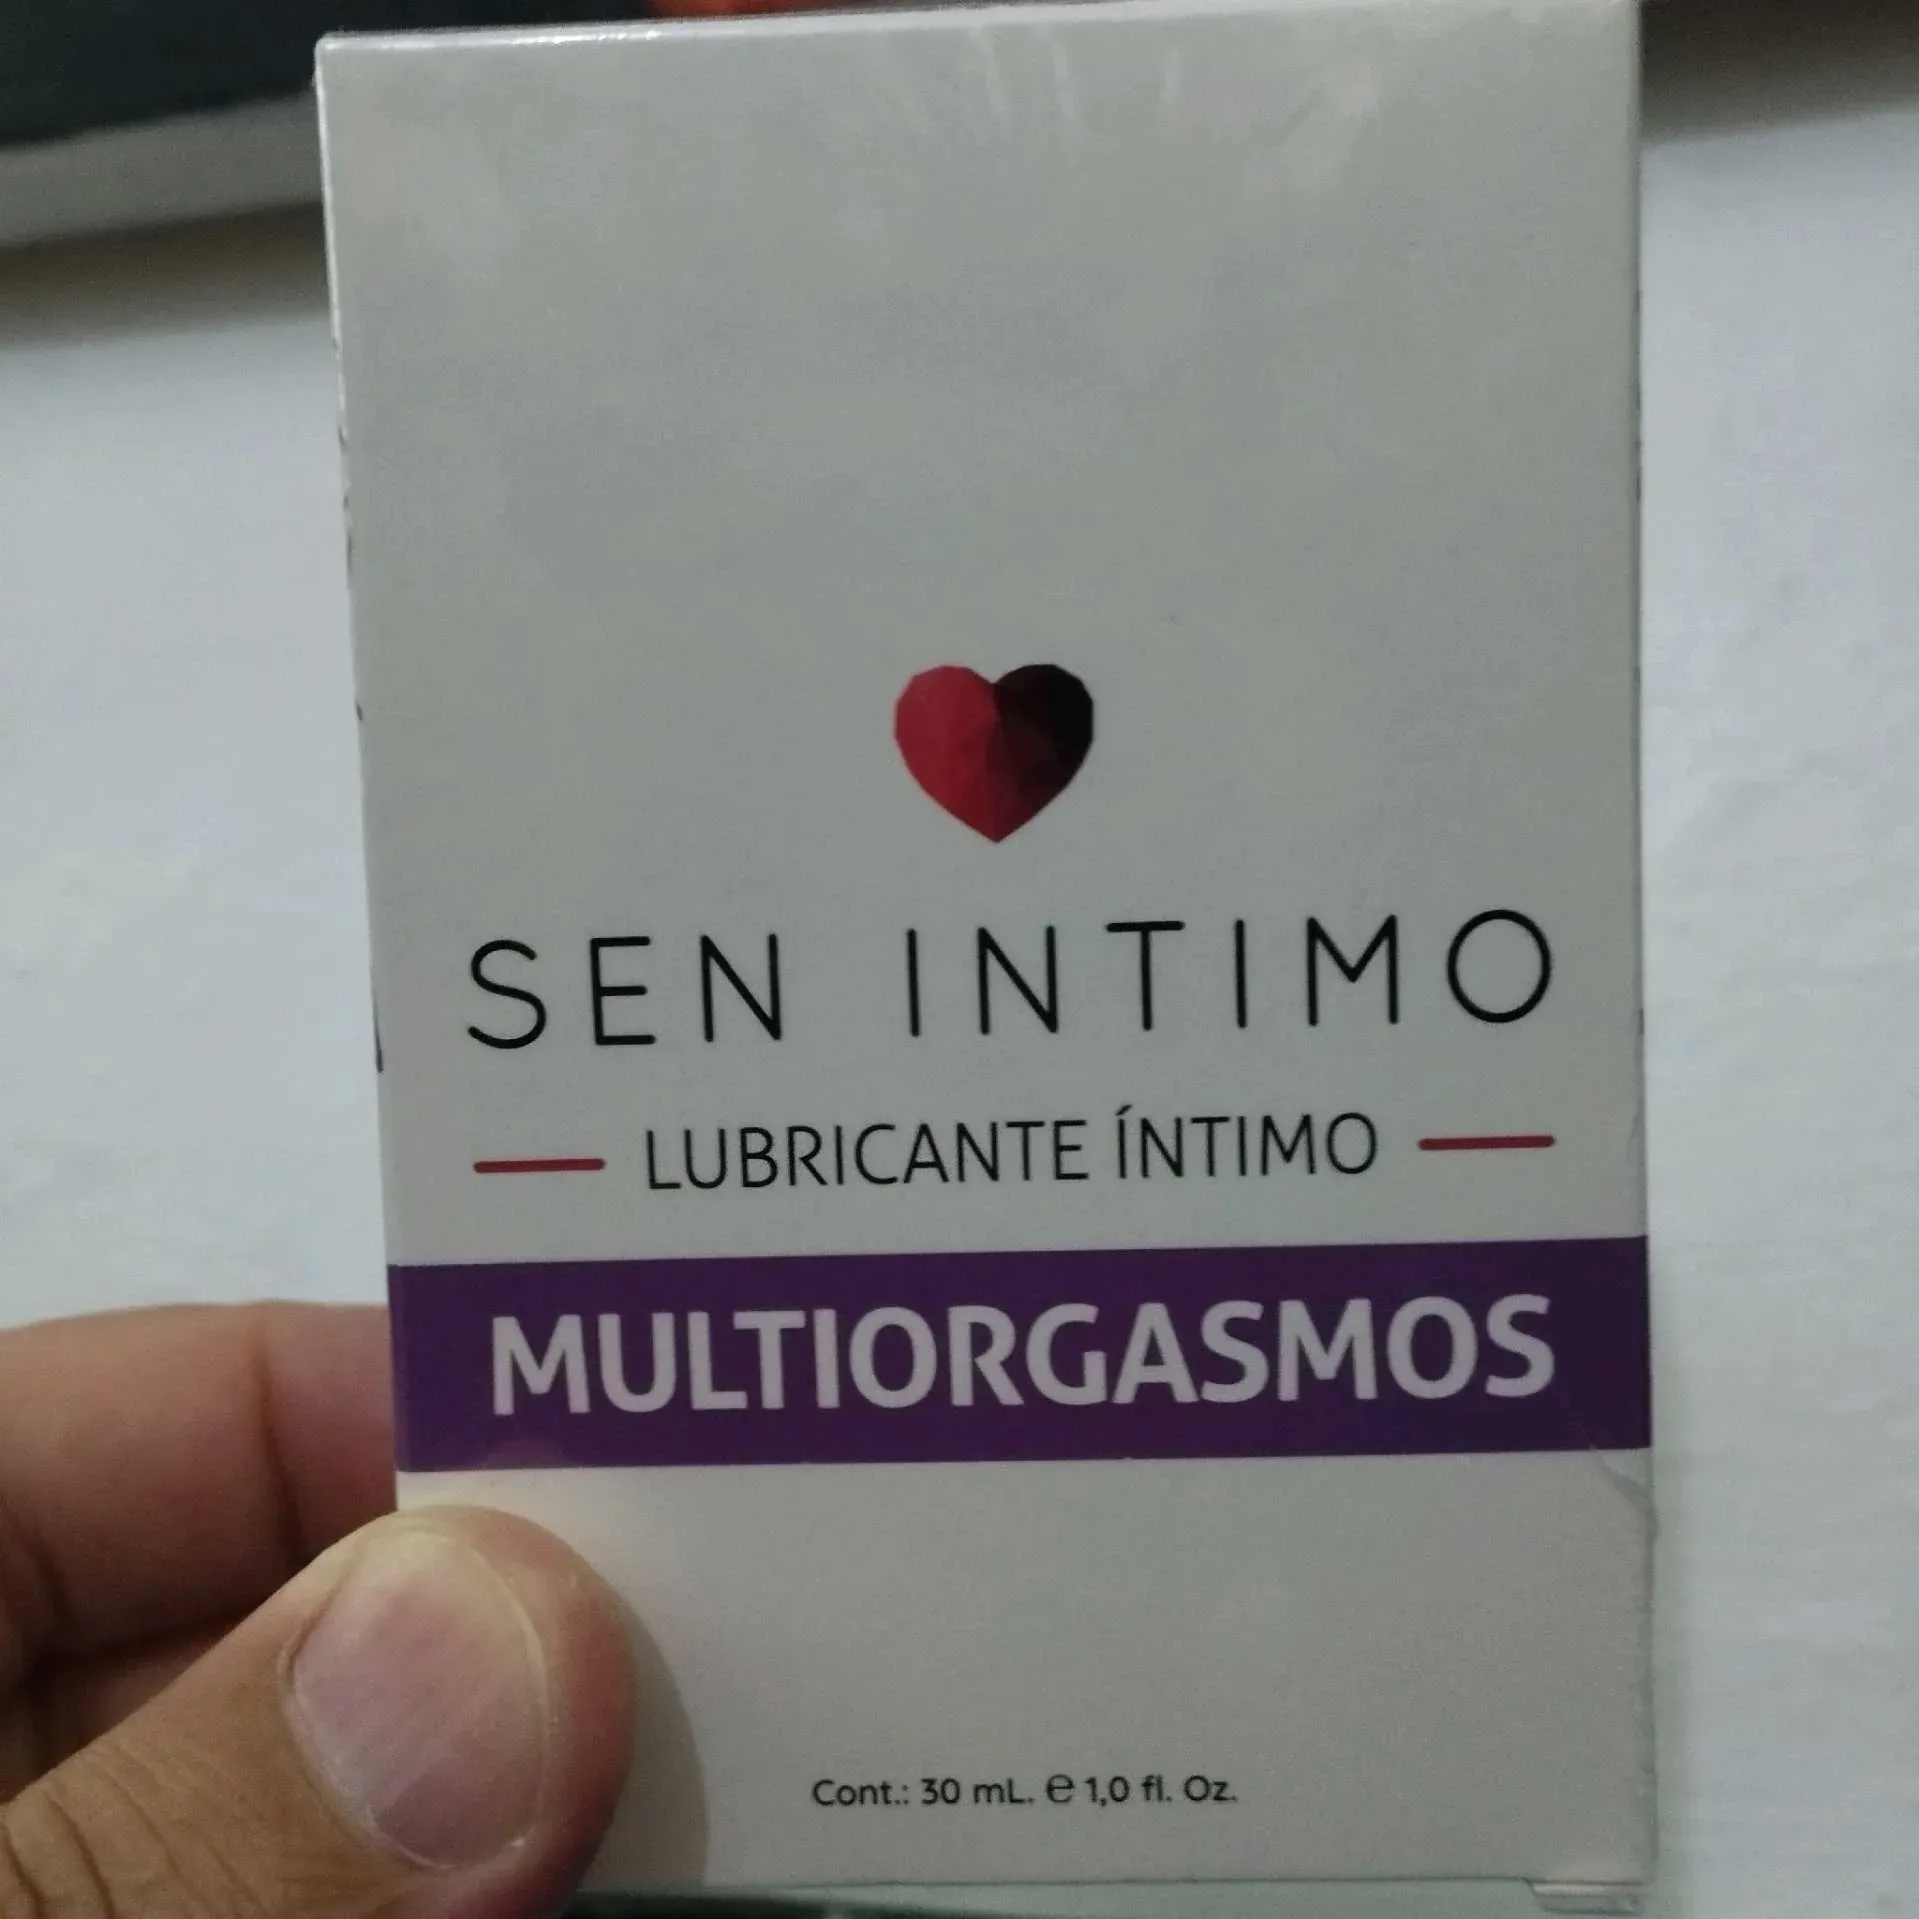 SEN INTIMO
LUBRICANTE ÍNTIMO
MULTIORGASMOS
Cont.: 30 mL. ℮ 1,0 fl. Oz.